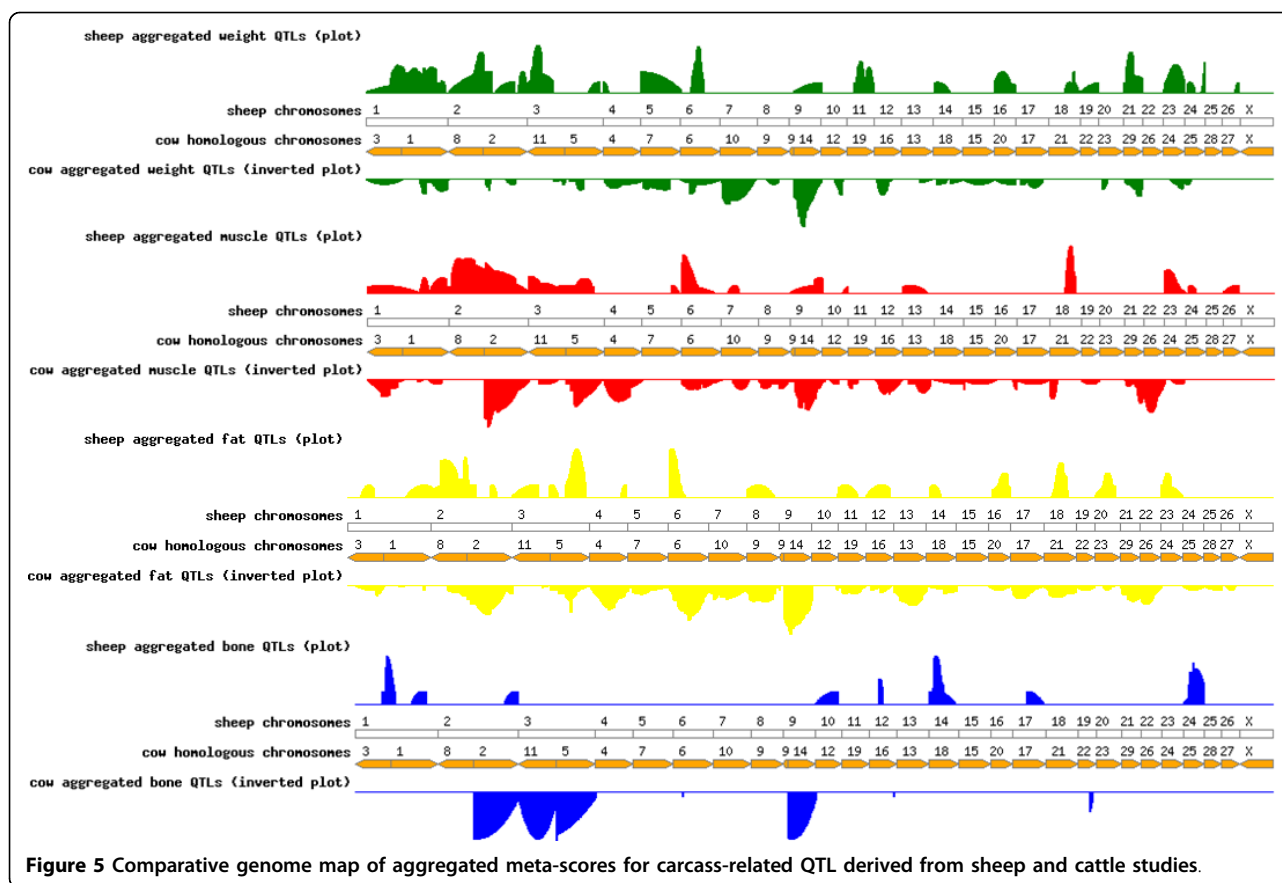 sheep aggregated weight QTLs (plot)
sheep chromosomes 1 2 3 4 5 6 7 8 9 10 11 12 13 14 15 16 17 18 19 20 21 22 23 24 25 26 X
cow homologous chromosomes 3 1 8 2 11 5 4 7 6 10 9 9 14 12 19 16 13 18 15 20 17 21 22 23 29 26 24 25 28 27 X
cow aggregated weight QTLs (inverted plot)
sheep aggregated muscle QTLs (plot)
sheep chromosomes 1 2 3 4 5 6 7 8 9 10 11 12 13 14 15 16 17 18 19 20 21 22 23 24 25 26 X
cow homologous chromosomes 3 1 8 2 11 5 4 7 6 10 9 9 14 12 19 16 13 18 15 20 17 21 22 23 29 26 24 25 28 27 X
cow aggregated muscle QTLs (inverted plot)
sheep aggregated fat QTLs (plot)
sheep chromosomes 1 2 3 4 5 6 7 8 9 10 11 12 13 14 15 16 17 18 19 20 21 22 23 24 25 26 X
cow homologous chromosomes 3 1 8 2 11 5 4 7 6 10 9 9 14 12 19 16 13 18 15 20 17 21 22 23 29 26 24 25 28 27 X
cow aggregated fat QTLs (inverted plot)
sheep aggregated bone QTLs (plot)
sheep chromosomes 1 2 3 4 5 6 7 8 9 10 11 12 13 14 15 16 17 18 19 20 21 22 23 24 25 26 X
cow homologous chromosomes 3 1 8 2 11 5 4 7 6 10 9 9 14 12 19 16 13 18 15 20 17 21 22 23 29 26 24 25 28 27 X
cow aggregated bone QTLs (inverted plot)
Figure 5 Comparative genome map of aggregated meta-scores for carcass-related QTL derived from sheep and cattle studies.